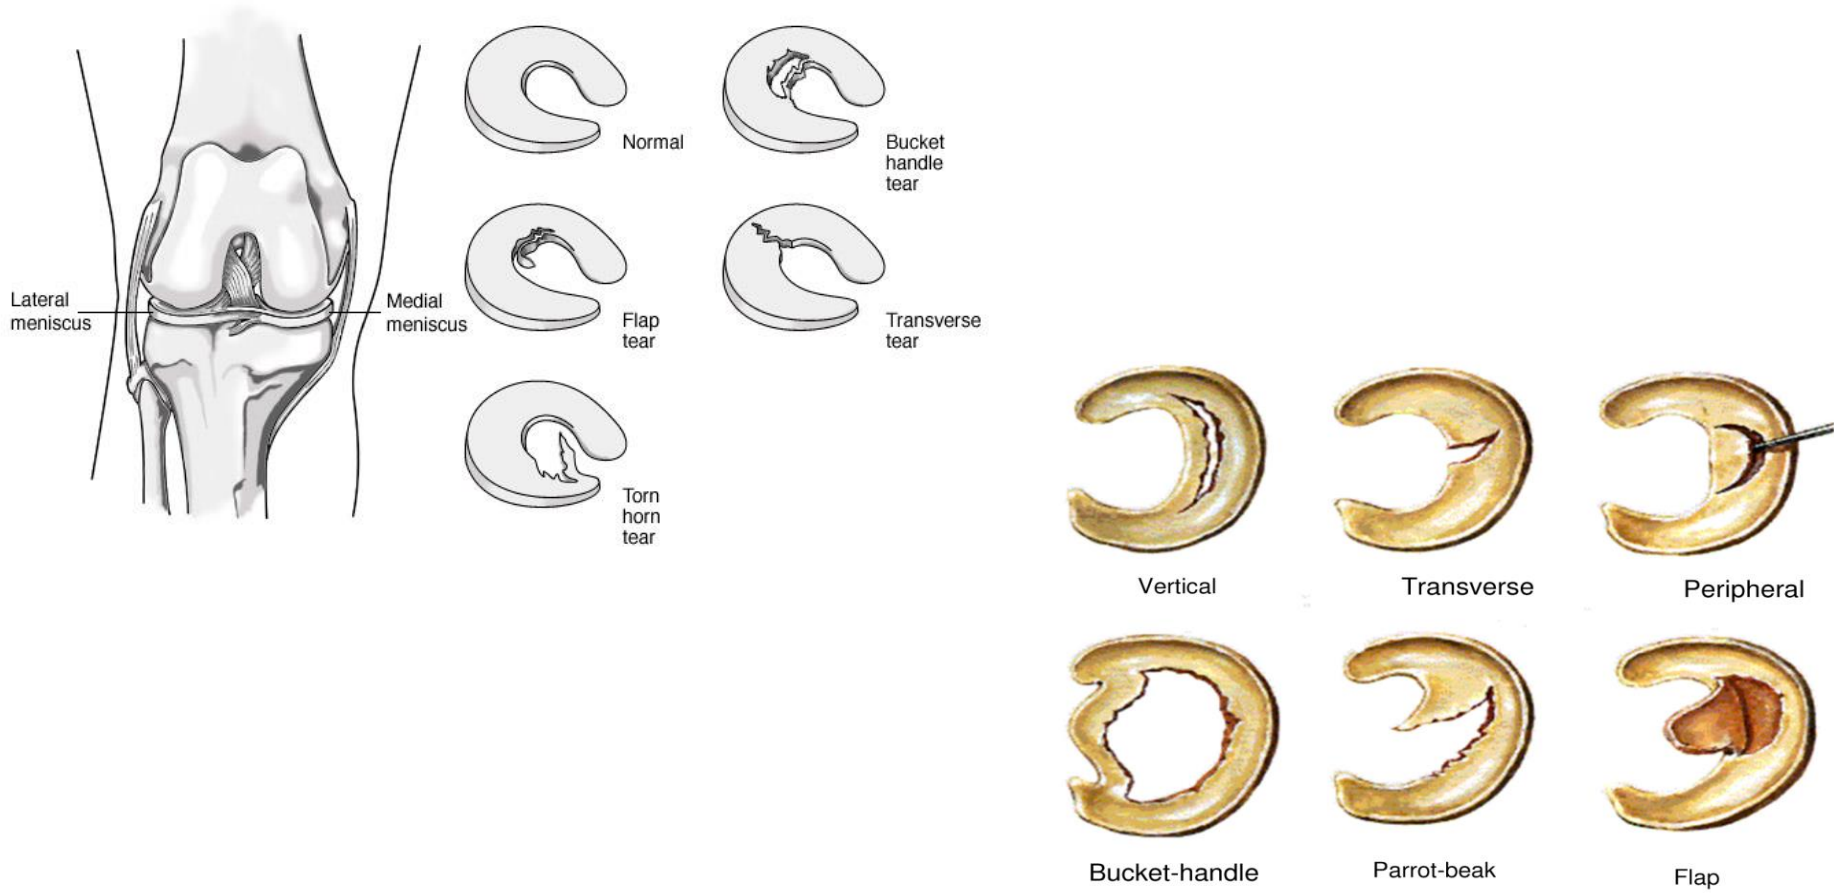 Normal
Bucket
handle
tear
Lateral
meniscus
Medial
meniscus
Flap
tear
Transverse
tear
Torn
horn
tear
Vertical
Transverse
Peripheral
Bucket-handle
Parrot-beak
Flap